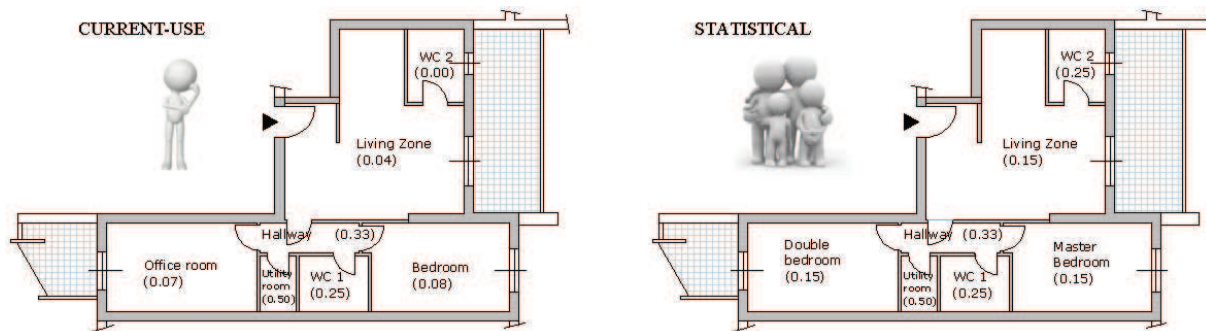 CURRENT-USE
WC 2
(0.00)
Living Zone
(0.04)
Hallway (0.33)
Office room
(0.07)
Utility
room
(0.50)
WC 1
(0.25)
Bedroom
(0.08)
STATISTICAL
WC 2
(0.25)
Living Zone
(0.15)
Hallway (0.33)
Double
bedroom
(0.15)
Utility
room
(0.50)
WC 1
(0.25)
Master
Bedroom
(0.15)